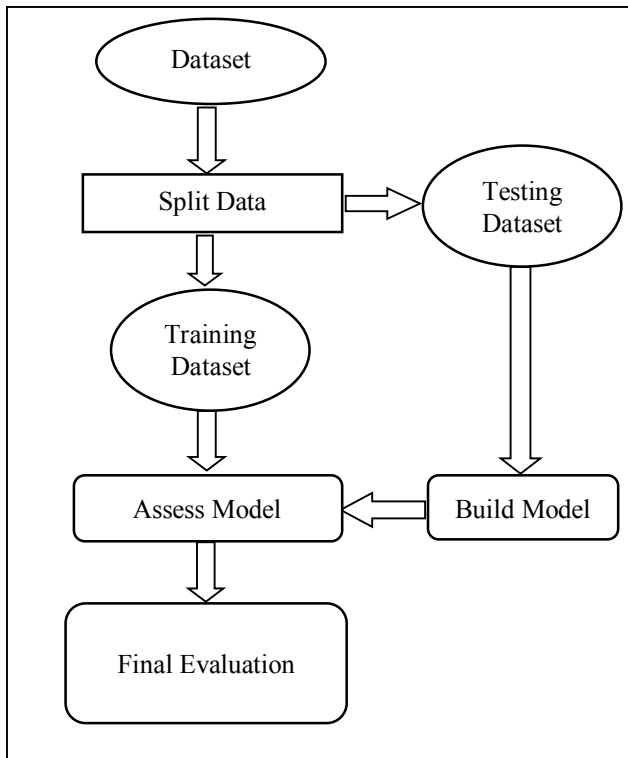 Dataset
Split Data
Testing
Dataset
Training
Dataset
Assess Model
Build Model
Final Evaluation